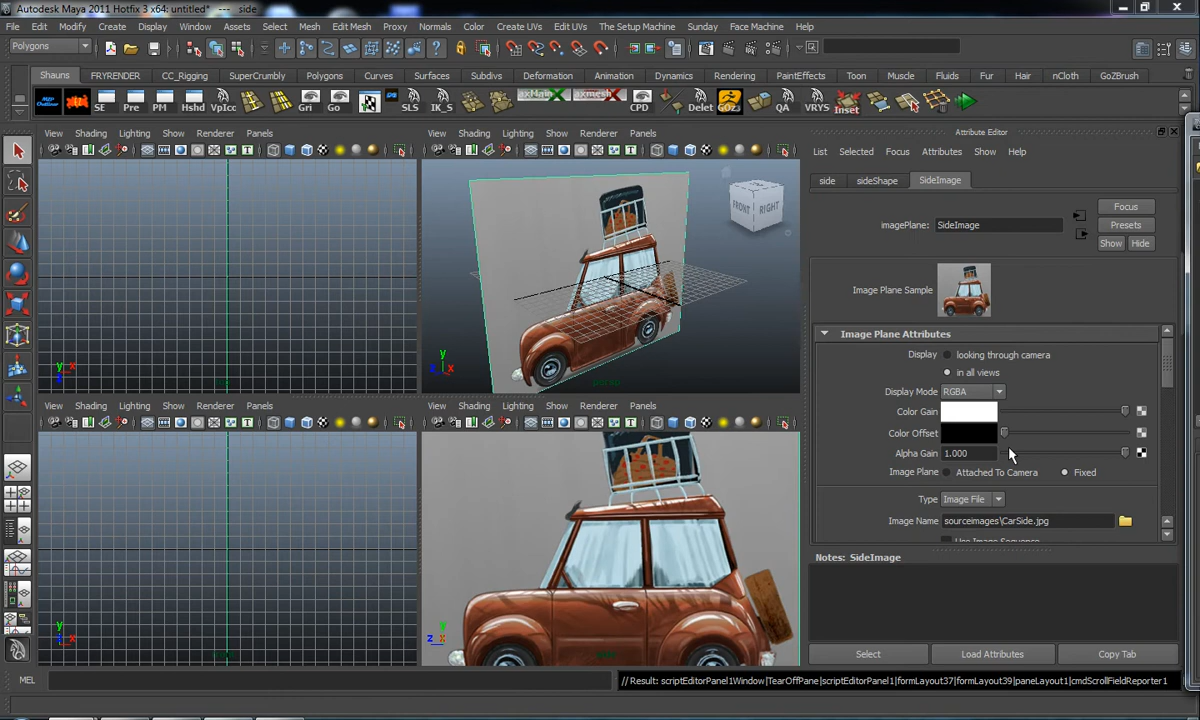 Autodesk Maya 2011 Hotfix 3 x64: untitled* --- side
File Edit Modify Create Display Window Assets Select Mesh Edit Mesh Proxy Normals Color Create UVs Edit UVs The Setup Machine Sunday Face Machine Help
Polygons
Shauns FRYRENDER CC_Rigging SuperCrumbly Polygons Curves Surfaces Subdivs Deformation Animation Dynamics Rendering PaintEffects Toon Muscle Fluids Fur Hair nCloth GoZBrush
SE Pre PM Hshd VpIcc Gri Go SLS IK_S axMain axmesh CPD Delet GOZ3 QA VRYS Inset
View Shading Lighting Show Renderer Panels
View Shading Lighting Show Renderer Panels
FRONT RIGHT
y
x
z
y
x
persp
View Shading Lighting Show Renderer Panels
View Shading Lighting Show Renderer Panels
y
x
z
y
z
Attribute Editor
List Selected Focus Attributes Show Help
side sideShape SideImage
Focus
imagePlane: SideImage
Presets
Show Hide
Image Plane Sample
Image Plane Attributes
Display looking through camera
in all views
Display Mode RGBA
Color Gain
Color Offset
Alpha Gain 1.000
Image Plane Attached To Camera Fixed
Type Image File
Image Name sourceimages\CarSide.jpg
Use Image Sequence
Notes: SideImage
Select Load Attributes Copy Tab
MEL
// Result: scriptEditorPanel1Window|TearOffPane|scriptEditorPanel1|formLayout37|formLayout39|paneLayout1|cmdScrollFieldReporter1